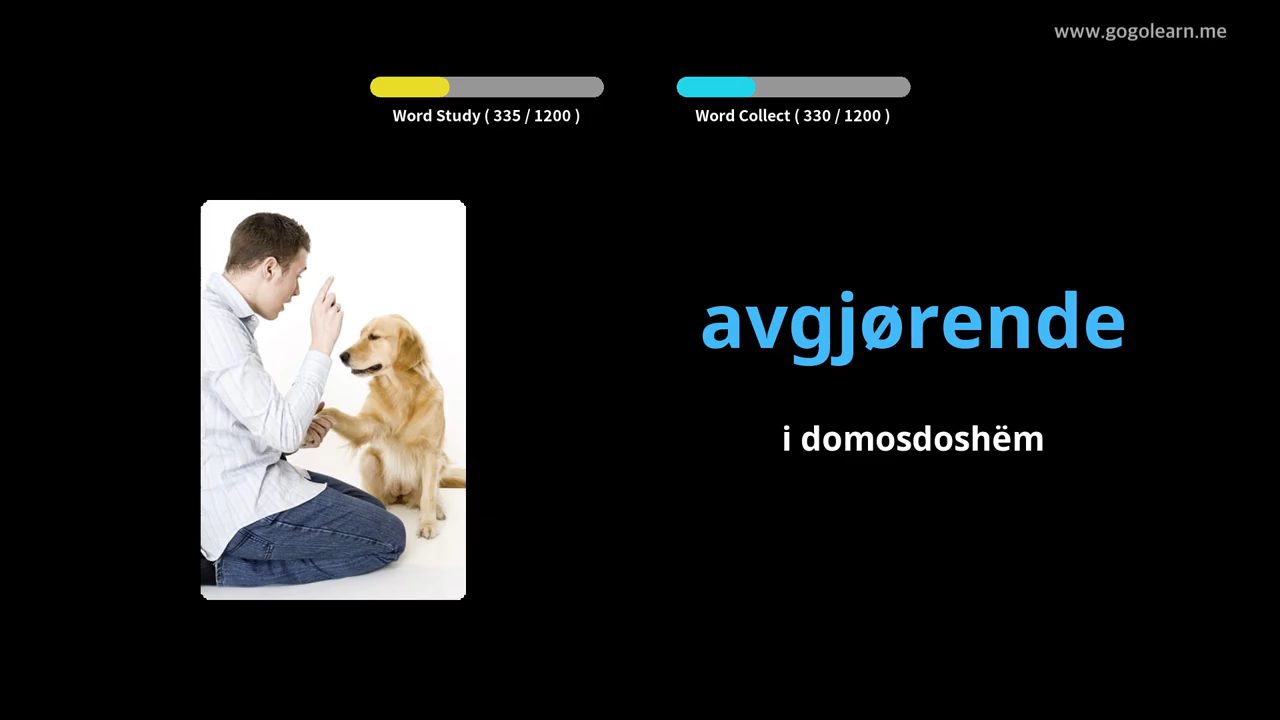 www.gogolearn.me
Word Study ( 335 / 1200 )
Word Collect ( 330 / 1200 )
avgjørende
i domosdoshëm